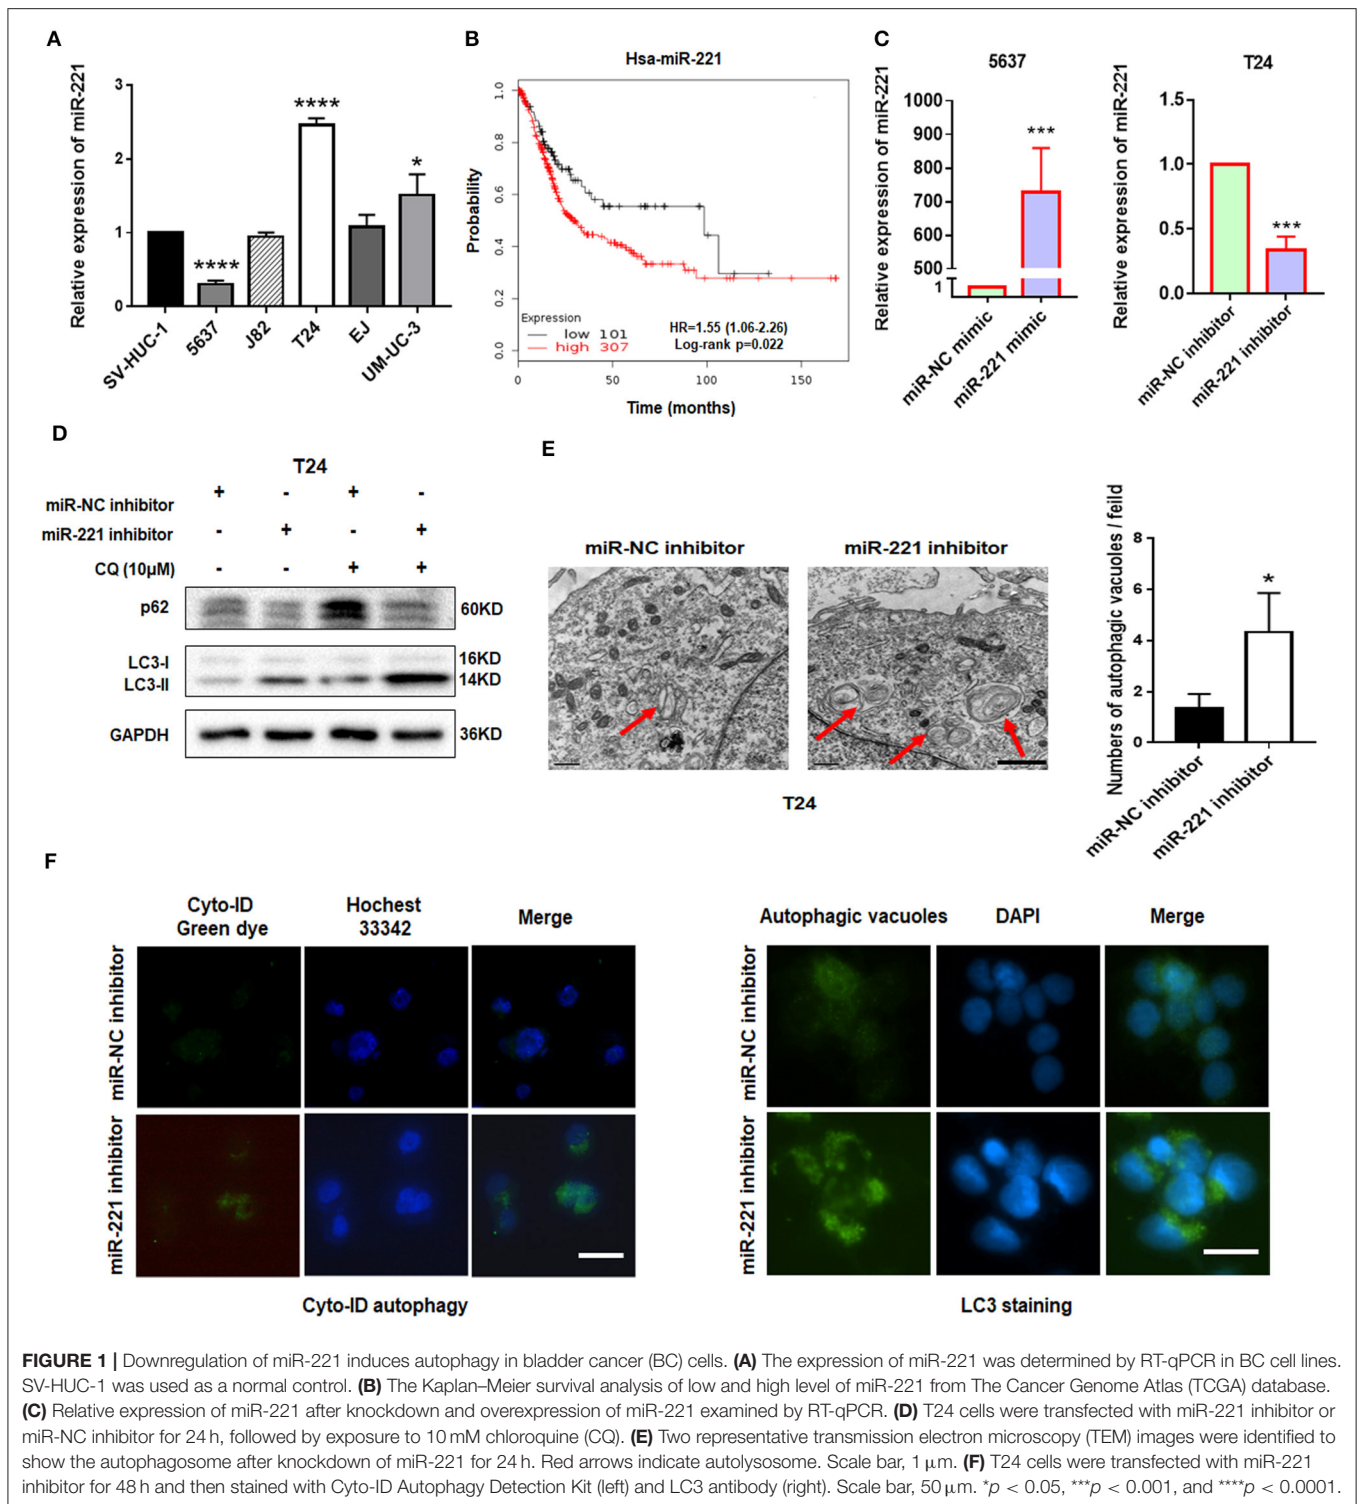 A
Relative expression of miR-221
3
2
1
0
****
****
*
SV-HUC-1
5637
J82
T24
EJ
UM-UC-3
B
Hsa-miR-221
Probability
1.0
0.8
0.6
0.4
0.2
0.0
Expression
low 101
high 307
HR=1.55 (1.06-2.26)
Log-rank p=0.022
0
50
100
150
Time (months)
C
5637
Relative expression of miR-221
1000
900
800
700
600
500
1
***
miR-NC mimic
miR-221 mimic
T24
Relative expression of miR-221
1.5
1.0
0.5
0.0
***
miR-NC inhibitor
miR-221 inhibitor
D
T24
miR-NC inhibitor + - + -
miR-221 inhibitor - + - +
CQ (10µM) - - + +
p62 60KD
LC3-I 16KD
LC3-II 14KD
GAPDH 36KD
E
miR-NC inhibitor miR-221 inhibitor
T24
Numbers of autophagic vacuoles / feild
8
6
4
2
0
*
miR-NC inhibitor
miR-221 inhibitor
F
Cyto-ID
Green dye
Hochest
33342
Merge
miR-NC inhibitor
miR-221 inhibitor
Cyto-ID autophagy
Autophagic vacuoles DAPI Merge
miR-NC inhibitor
miR-221 inhibitor
LC3 staining
FIGURE 1 | Downregulation of miR-221 induces autophagy in bladder cancer (BC) cells. (A) The expression of miR-221 was determined by RT-qPCR in BC cell lines.
SV-HUC-1 was used as a normal control. (B) The Kaplan–Meier survival analysis of low and high level of miR-221 from The Cancer Genome Atlas (TCGA) database.
(C) Relative expression of miR-221 after knockdown and overexpression of miR-221 examined by RT-qPCR. (D) T24 cells were transfected with miR-221 inhibitor or
miR-NC inhibitor for 24 h, followed by exposure to 10 mM chloroquine (CQ). (E) Two representative transmission electron microscopy (TEM) images were identified to
show the autophagosome after knockdown of miR-221 for 24 h. Red arrows indicate autolysosome. Scale bar, 1 µm. (F) T24 cells were transfected with miR-221
inhibitor for 48 h and then stained with Cyto-ID Autophagy Detection Kit (left) and LC3 antibody (right). Scale bar, 50 µm. *p < 0.05, ***p < 0.001, and ****p < 0.0001.